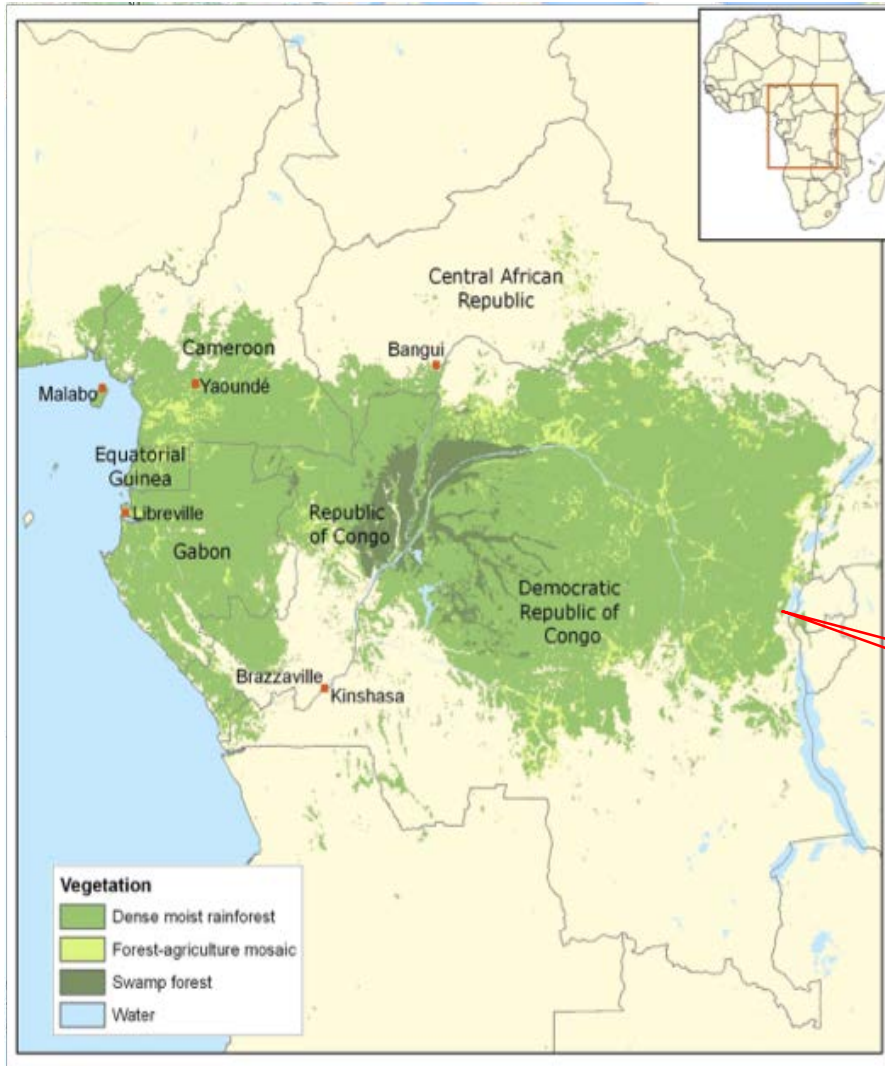 Central African
Republic
Cameroon
Bangui
Malabo
Yaoundé
Equatorial
Guinea
Libreville
Republic
of Congo
Gabon
Democratic
Republic of
Congo
Brazzaville
Kinshasa
Vegetation
Dense moist rainforest
Forest-agriculture mosaic
Swamp forest
Water